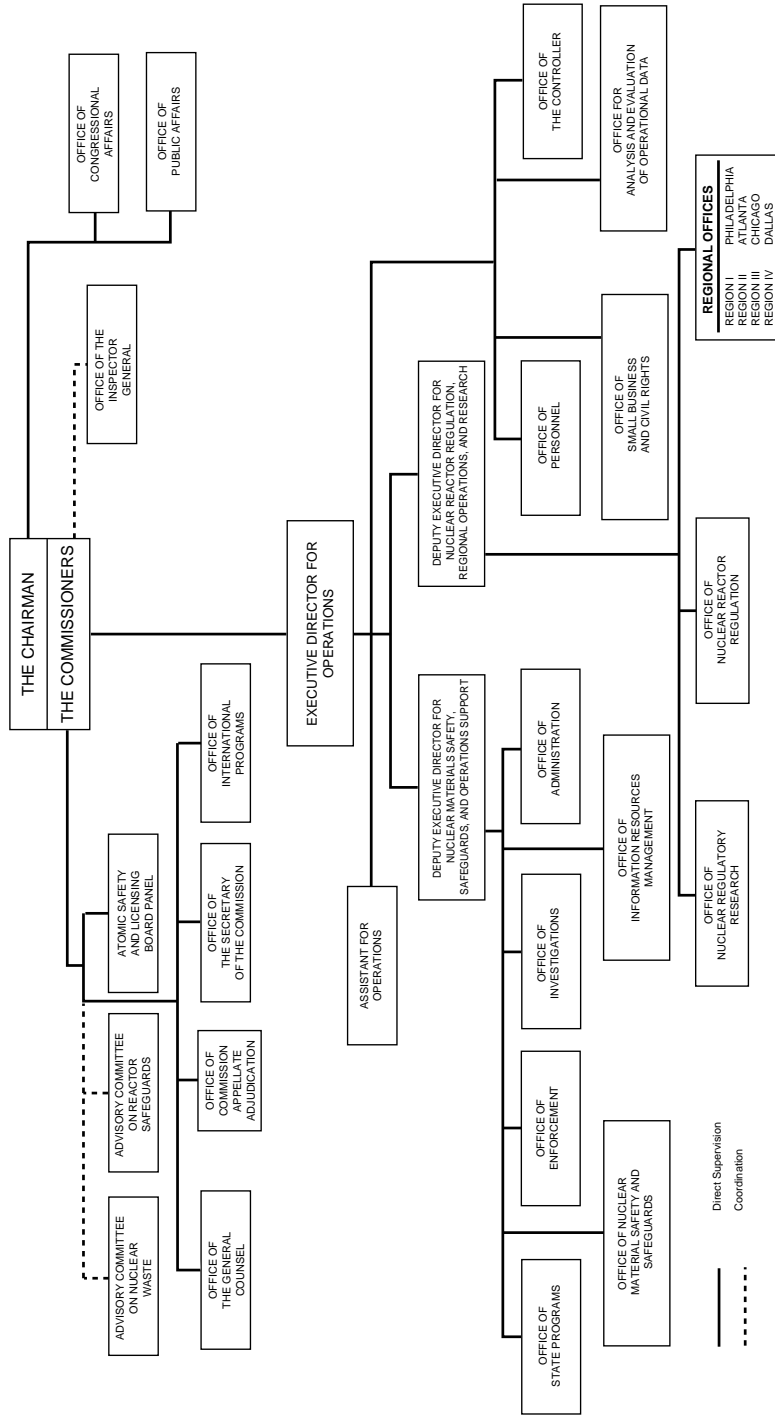 THE CHAIRMAN
THE COMMISSIONERS
OFFICE OF
CONGRESSIONAL
AFFAIRS
OFFICE OF
PUBLIC AFFAIRS
OFFICE OF THE
INSPECTOR
GENERAL
ADVISORY COMMITTEE
ON NUCLEAR
WASTE
ADVISORY COMMITTEE
ON REACTOR
SAFEGUARDS
ATOMIC SAFETY
AND LICENSING
BOARD PANEL
OFFICE OF
THE GENERAL
COUNSEL
OFFICE OF
COMMISSION
APPELLATE
ADJUDICATION
OFFICE OF
THE SECRETARY
OF THE COMMISSION
OFFICE OF
INTERNATIONAL
PROGRAMS
EXECUTIVE DIRECTOR FOR
OPERATIONS
ASSISTANT FOR
OPERATIONS
DEPUTY EXECUTIVE DIRECTOR FOR
NUCLEAR MATERIALS SAFETY,
SAFEGUARDS, AND OPERATIONS SUPPORT
DEPUTY EXECUTIVE DIRECTOR FOR
NUCLEAR REACTOR REGULATION,
REGIONAL OPERATIONS, AND RESEARCH
OFFICE OF
STATE PROGRAMS
OFFICE OF
ENFORCEMENT
OFFICE OF
INVESTIGATIONS
OFFICE OF
ADMINISTRATION
OFFICE OF
PERSONNEL
OFFICE OF
THE CONTROLLER
OFFICE OF NUCLEAR
MATERIAL SAFETY AND
SAFEGUARDS
OFFICE OF
INFORMATION RESOURCES
MANAGEMENT
OFFICE OF
SMALL BUSINESS
AND CIVIL RIGHTS
OFFICE FOR
ANALYSIS AND EVALUATION
OF OPERATIONAL DATA
OFFICE OF
NUCLEAR REGULATORY
RESEARCH
OFFICE OF
NUCLEAR REACTOR
REGULATION
REGIONAL OFFICES
REGION I PHILADELPHIA
REGION II ATLANTA
REGION III CHICAGO
REGION IV DALLAS
Direct Supervision
Coordination